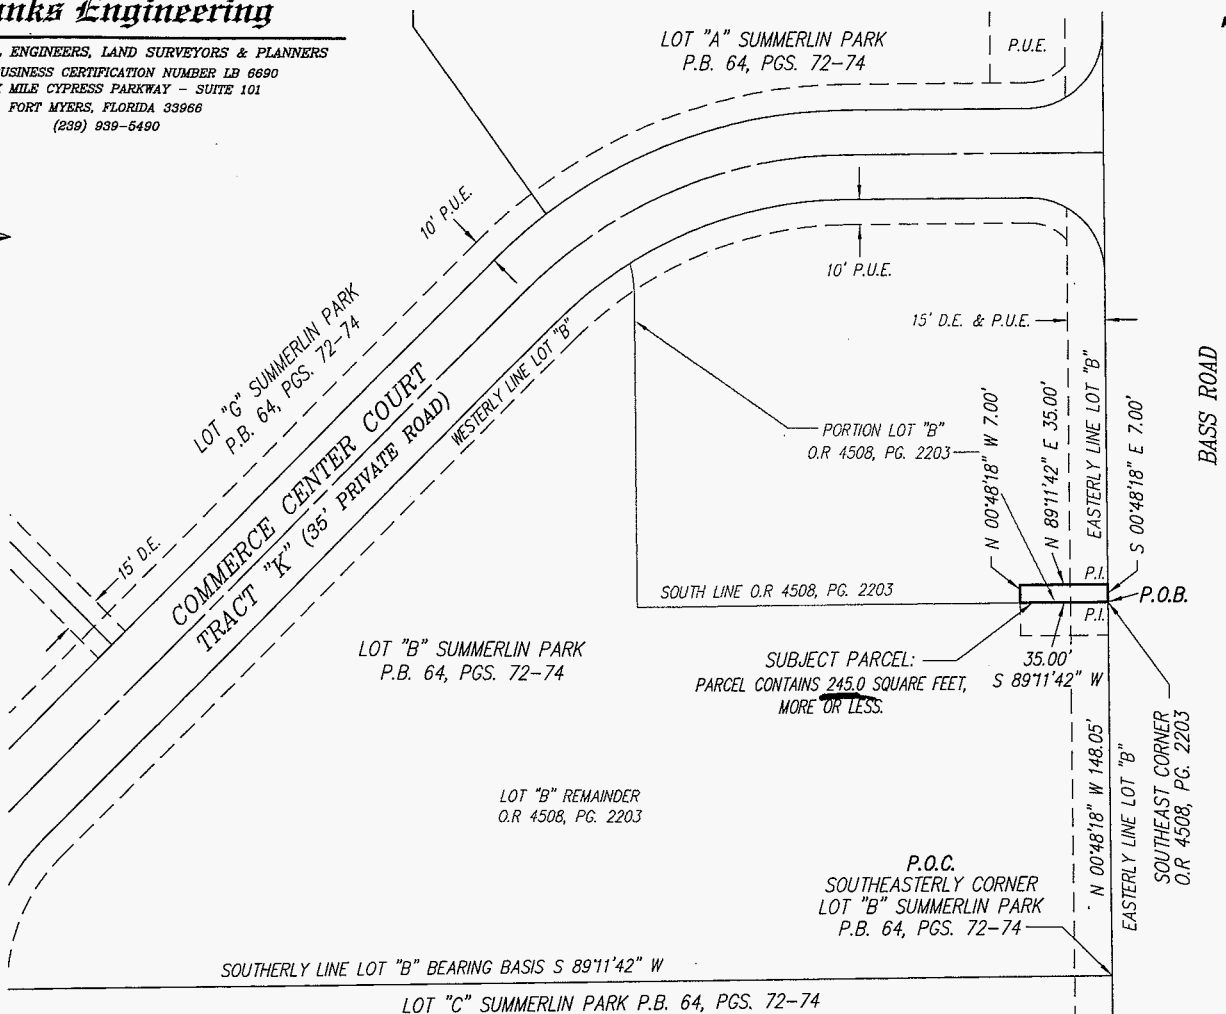 Engineering
ENGINEERS, LAND SURVEYORS & PLANNERS
CERTIFICATION NUMBER LB 6690
MILE CYPRESS PARKWAY - SUITE 101
FORT MYERS, FLORIDA 33966
(239) 939-5490
LOT "A" SUMMERLIN PARK
P.B. 64, PGS. 72-74
P.U.E.
10' P.U.E.
10' P.U.E.
15' D.E. & P.U.E.
LOT "G" SUMMERLIN PARK
P.B. 64, PGS. 72-74
COMMERCE CENTER COURT
TRACT "K" (35' PRIVATE ROAD)
WESTERLY LINE LOT "B"
15' D.E.
PORTION LOT "B"
O.R 4508, PG. 2203
N 00°48'18" W 7.00'
N 89°11'42" E 35.00'
EASTERLY LINE LOT "B"
S 00°48'18" E 7.00'
BASS ROAD
P.I.
P.O.B.
P.I.
SOUTH LINE O.R 4508, PG. 2203
LOT "B" SUMMERLIN PARK
P.B. 64, PGS. 72-74
SUBJECT PARCEL:
PARCEL CONTAINS 245.0 SQUARE FEET,
MORE OR LESS.
35.00'
S 89°11'42" W
N 00°48'18" W 148.05'
EASTERLY LINE LOT "B"
SOUTHEAST CORNER
O.R 4508, PG. 2203
LOT "B" REMAINDER
O.R 4508, PG. 2203
P.O.C.
SOUTHEASTERLY CORNER
LOT "B" SUMMERLIN PARK
P.B. 64, PGS. 72-74
SOUTHERLY LINE LOT "B" BEARING BASIS S 89°11'42" W
LOT "C" SUMMERLIN PARK P.B. 64, PGS. 72-74